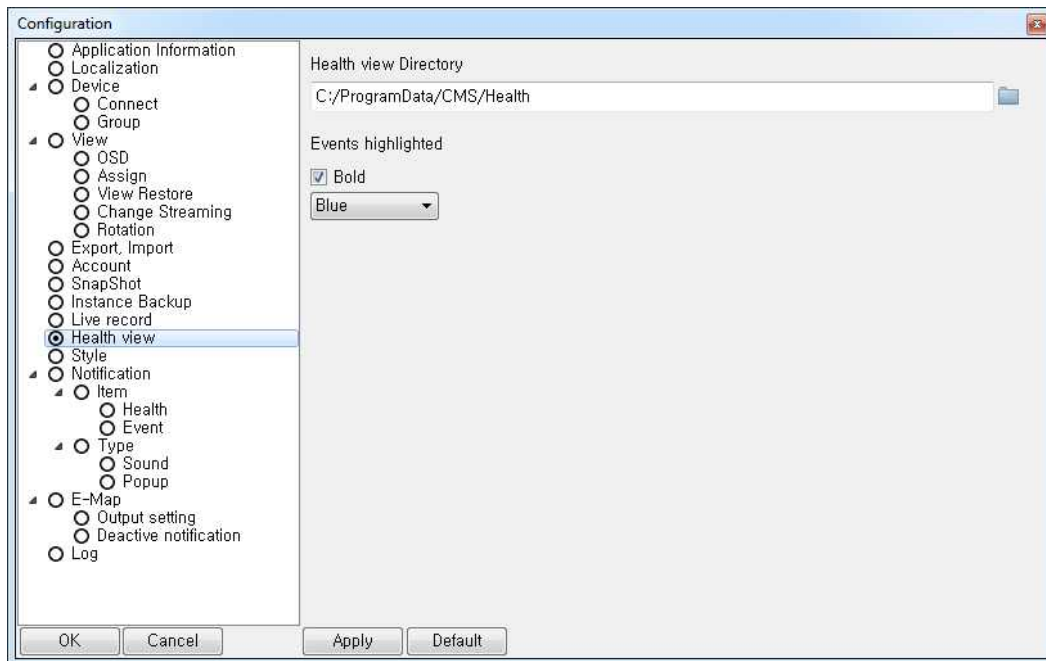 Configuration
Application Information
Localization
Device
Connect
Group
View
OSD
Assign
View Restore
Change Streaming
Rotation
Export, Import
Account
SnapShot
Instance Backup
Live record
Health view
Style
Notification
Item
Health
Event
Type
Sound
Popup
E-Map
Output setting
Deactive notification
Log
Health view Directory
C:/ProgramData/CMS/Health
Events highlighted
Bold
Blue
OK
Cancel
Apply
Default